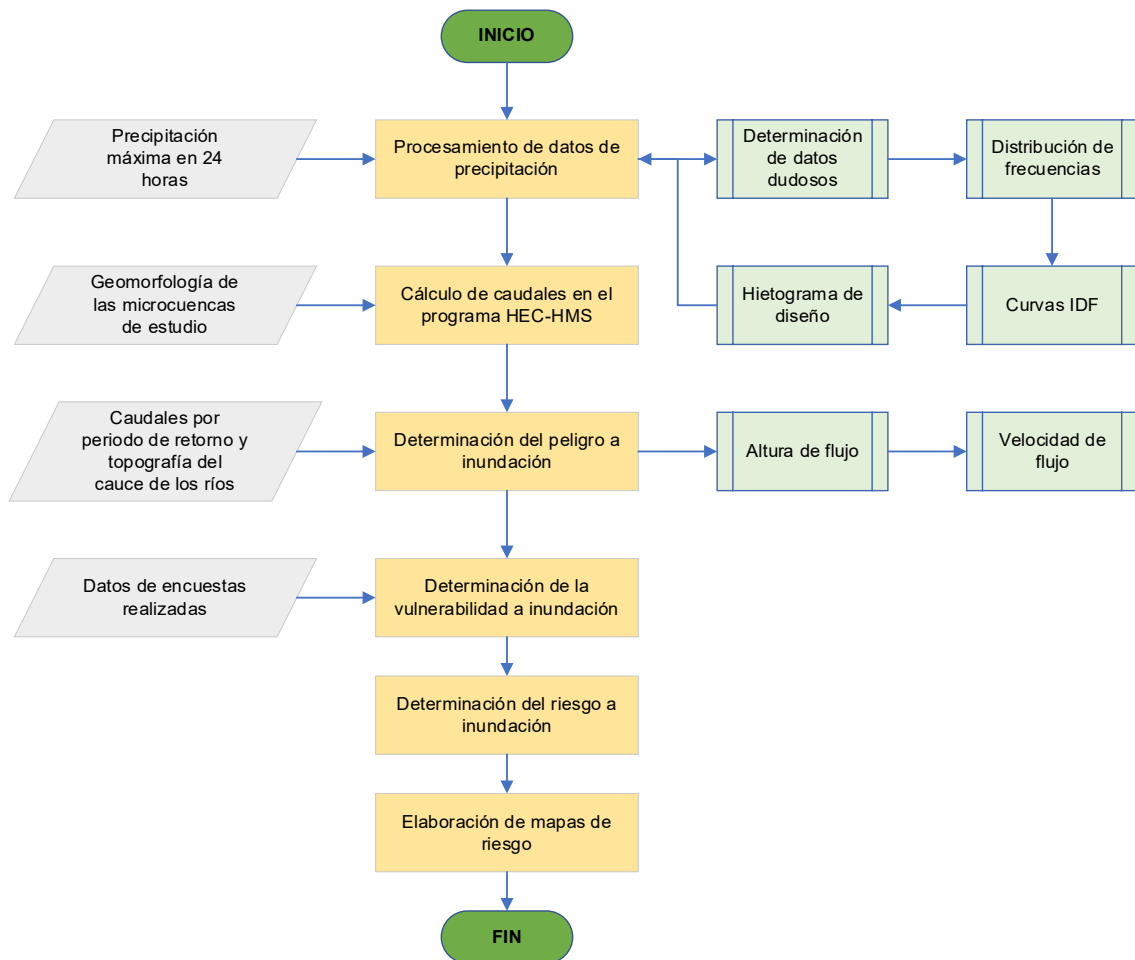 INICIO
Precipitación
máxima en 24
horas
Procesamiento de datos de
precipitación
Determinación
de datos
dudosos
Distribución de
frecuencias
Geomorfología de
las microcuencas
de estudio
Cálculo de caudales en el
programa HEC-HMS
Hietograma de
diseño
Curvas IDF
Caudales por
periodo de retorno y
topografía del
cauce de los ríos
Determinación del peligro a
inundación
Altura de flujo
Velocidad de
flujo
Datos de encuestas
realizadas
Determinación de la
vulnerabilidad a inundación
Determinación del riesgo a
inundación
Elaboración de mapas de
riesgo
FIN